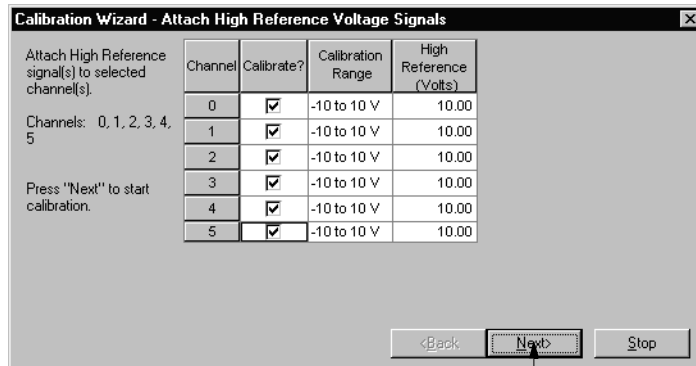 Calibration Wizard - Attach High Reference Voltage Signals
Attach High Reference
signal(s) to selected
channel(s).
Channels: 0, 1, 2, 3, 4,
5
Press "Next" to start
calibration.
Channel Calibrate? Calibration Range High Reference (Volts)
0 -10 to 10 V 10.00
1 -10 to 10 V 10.00
2 -10 to 10 V 10.00
3 -10 to 10 V 10.00
4 -10 to 10 V 10.00
5 -10 to 10 V 10.00
<Back Next> Stop